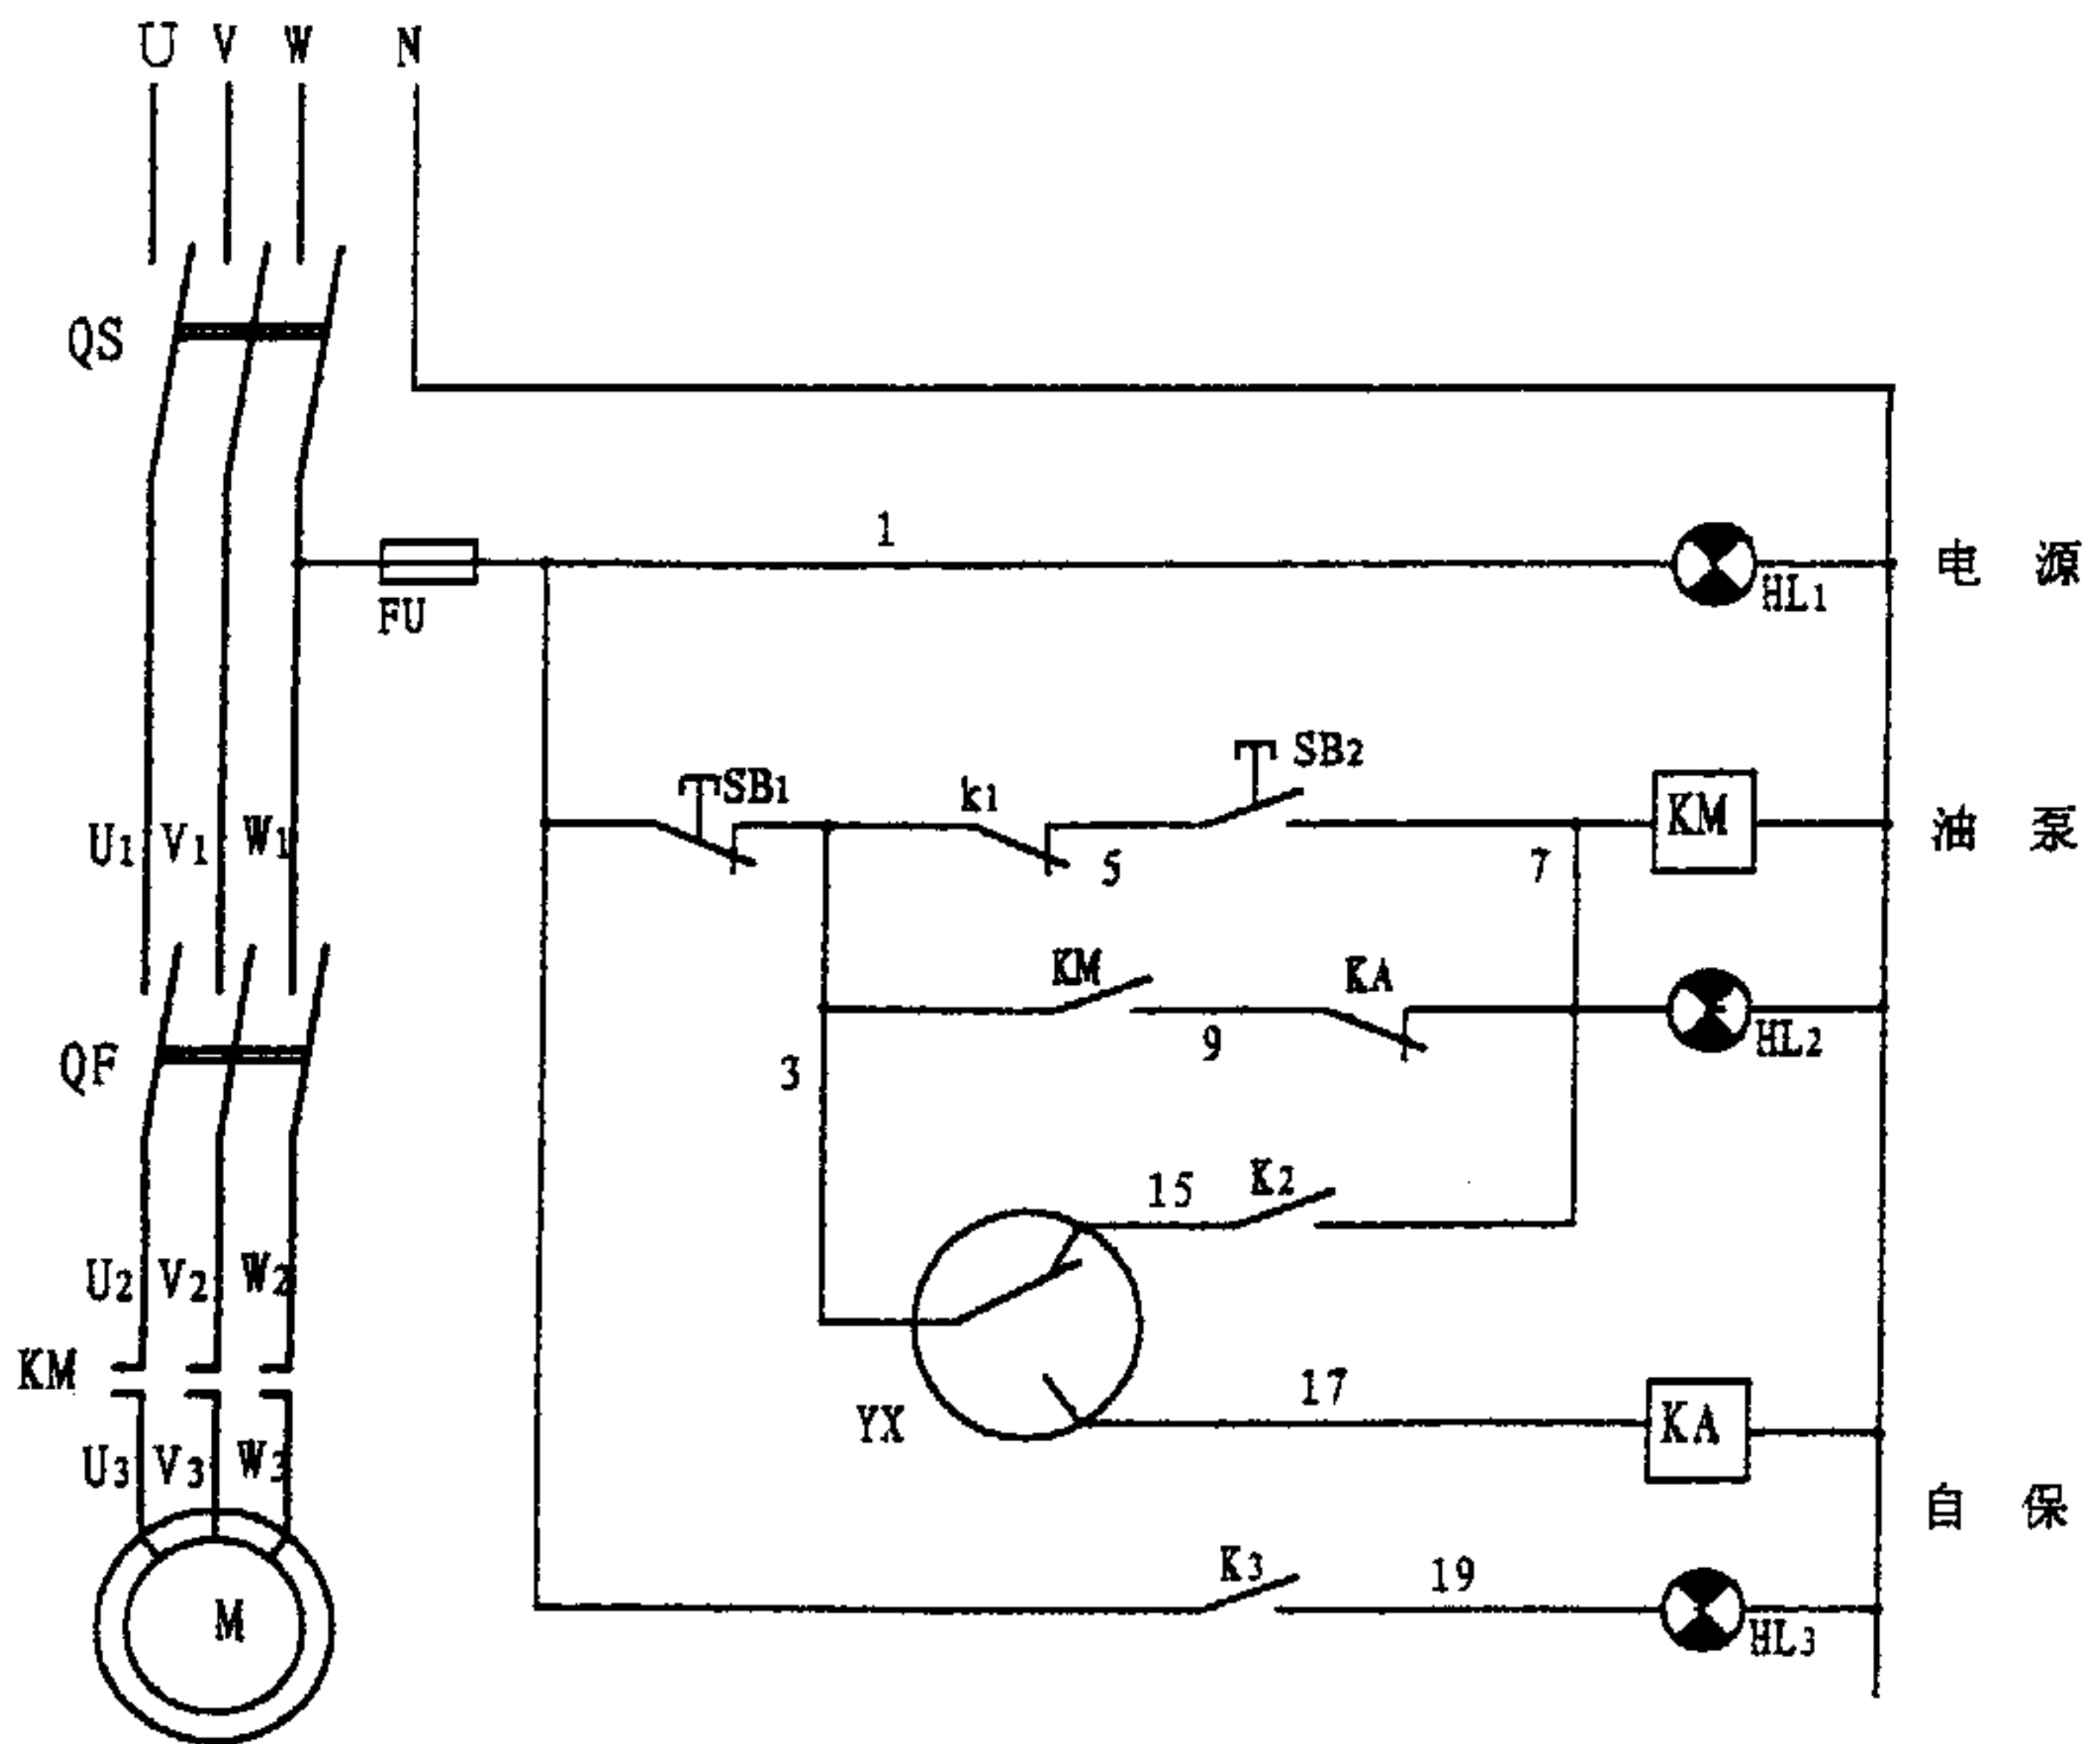 U V W N
QS
1
FU
HL1
电 源
SB1
k1
SB2
KM
油 泵
U1 V1 W1
5
7
KM
KA
9
HL2
QF
3
15
K2
U2 V2 W2
KM
YX
17
KA
U3 V3 W3
自 保
K3
19
HL3
M